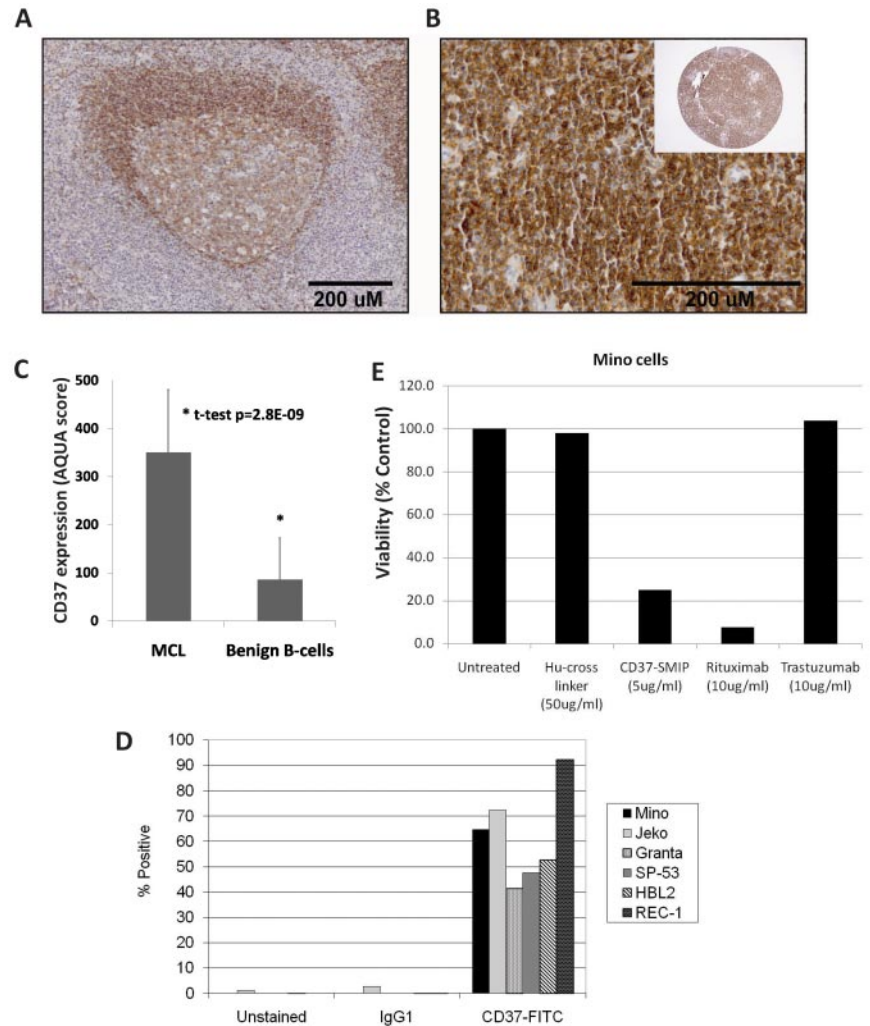 A
200 uM
B
200 uM
C
CD37 expression (AQUA score)
500
400
300
200
100
0
* t-test p=2.8E-09
*
MCL
Benign B-cells
E
Mino cells
Viability (% Control)
120.0
100.0
80.0
60.0
40.0
20.0
0.0
Untreated
Hu-cross
linker
(50ug/ml)
CD37-SMIP
(5ug/ml)
Rituximab
(10ug/ml)
Trastuzumab
(10ug/ml)
D
% Positive
100
90
80
70
60
50
40
30
20
10
0
Unstained
IgG1
CD37-FITC
Mino
Jeko
Granta
SP-53
HBL2
REC-1